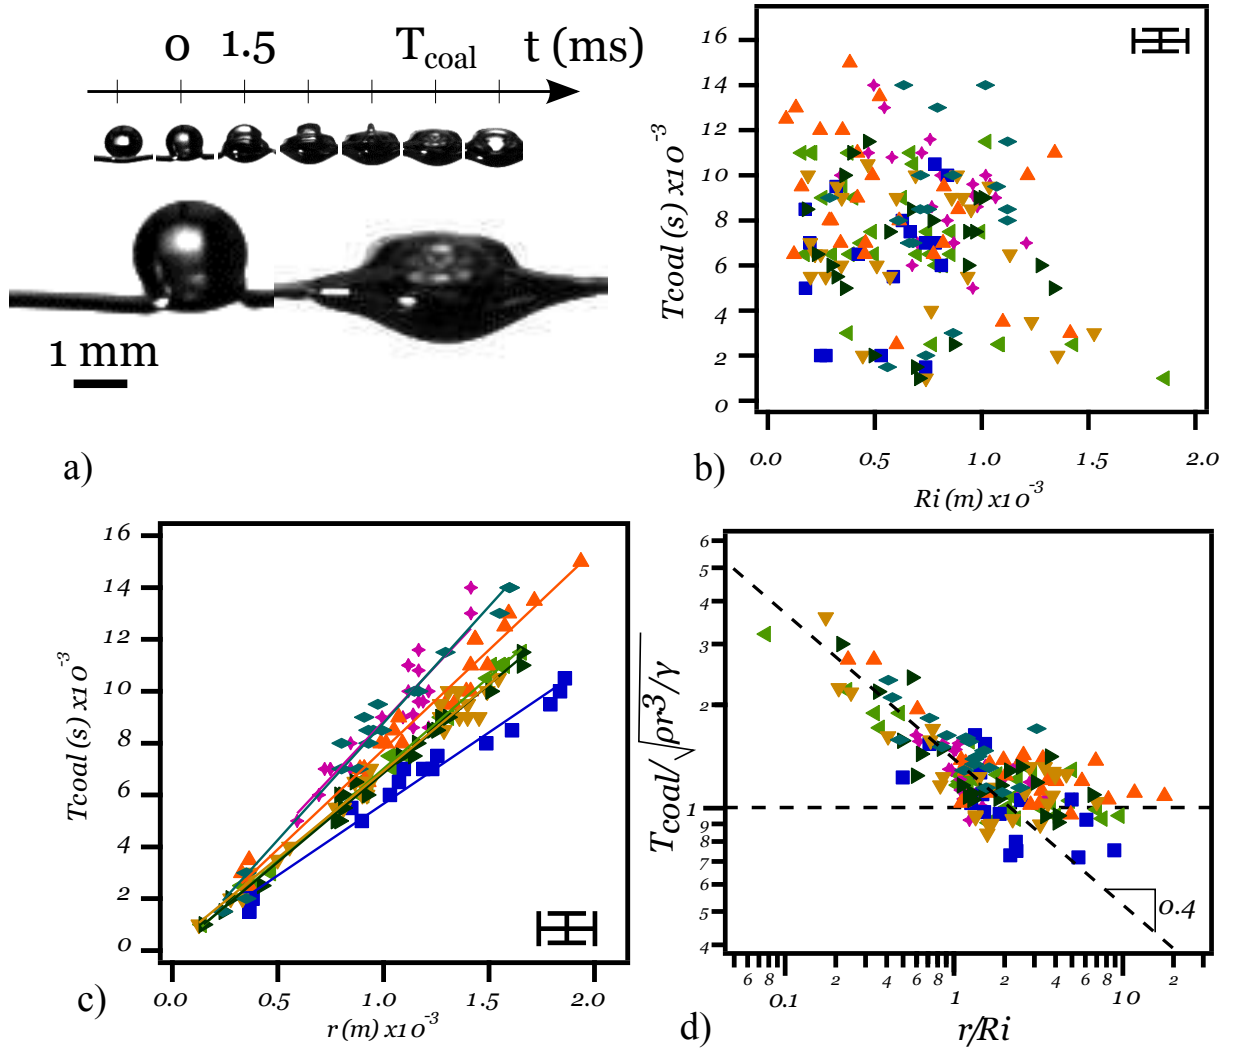 0 1.5 T_coal t (ms)
1 mm
a)
16
14
12
10
8
6
4
2
0
Tcoal (s) x10^-3
0.0 0.5 1.0 1.5 2.0
Ri (m) x10^-3
b)
16
14
12
10
8
6
4
2
0
Tcoal (s) x10^-3
0.0 0.5 1.0 1.5 2.0
r (m) x10^-3
c)
6
5
4
3
2
1
9
8
7
6
5
4
Tcoal/√ρr³/γ
0.4
6 8 0.1 2 4 6 8 1 2 4 6 8 10 2
r/Ri
d)